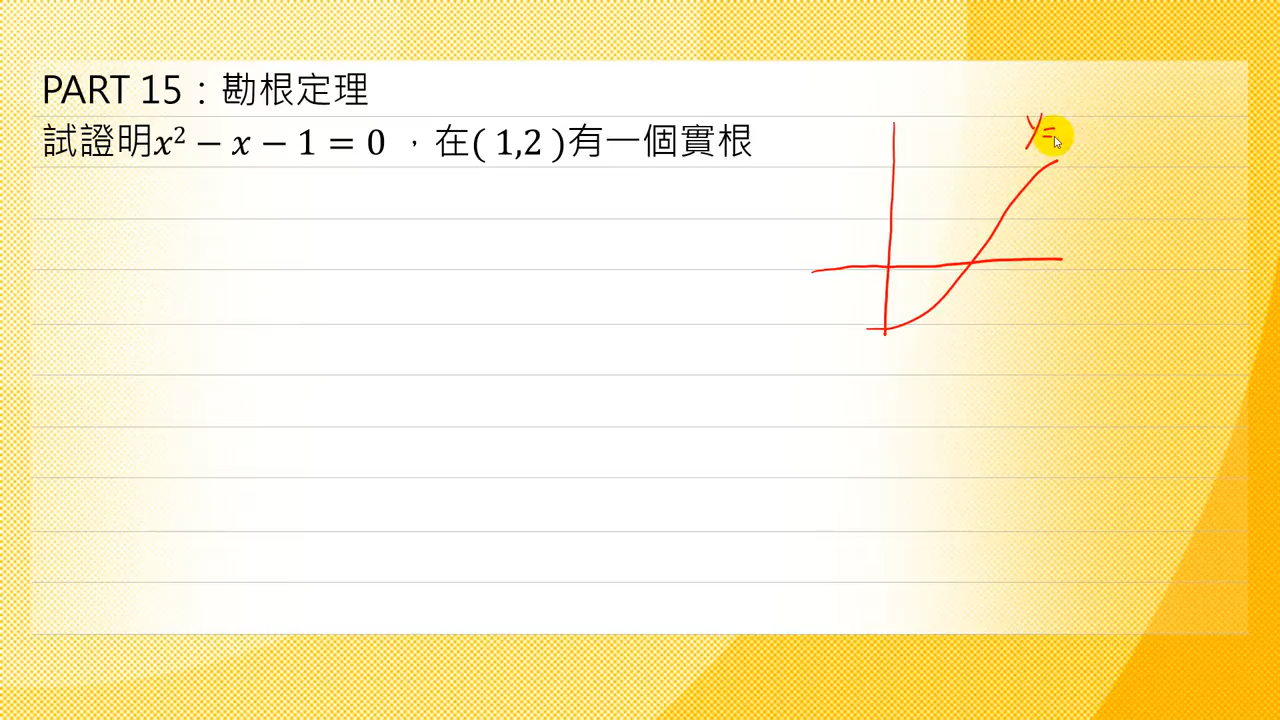 PART 15：勘根定理
試證明x² − x − 1 = 0 ，在( 1,2 )有一個實根
y=